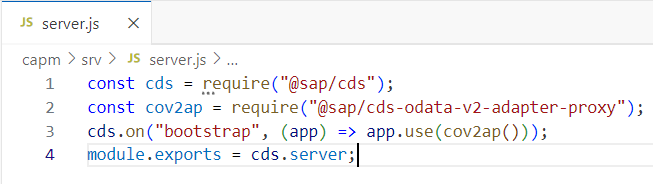 JS server.js ×
capm > srv > JS server.js > ...
1 const cds = require("@sap/cds");
2 const cov2ap = require("@sap/cds-odata-v2-adapter-proxy");
3 cds.on("bootstrap", (app) => app.use(cov2ap()));
4 module.exports = cds.server;